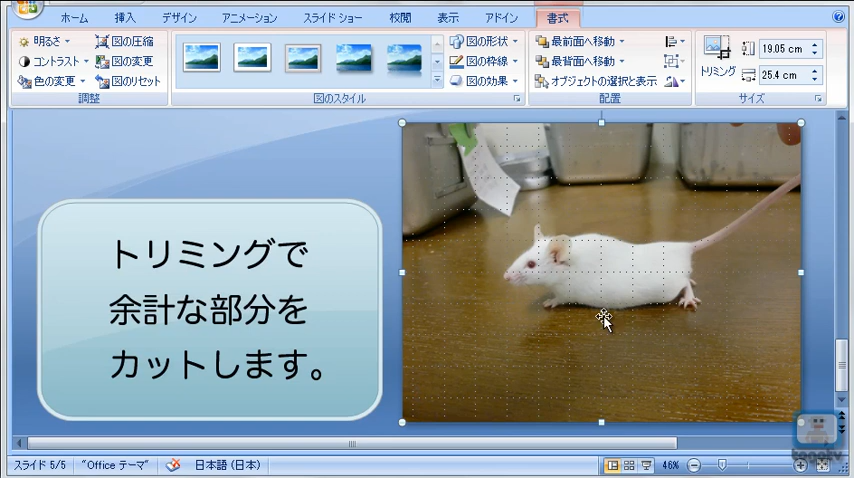 ホーム 挿入 デザイン アニメーション スライド ショー 校閲 表示 アドイン 書式
明るさ 図の圧縮 図の形状 最前面へ移動 19.05 cm
コントラスト 図の変更 図の枠線 最背面へ移動 トリミング
色の変更 図のリセット 図の効果 オブジェクトの選択と表示 25.4 cm
調整 図のスタイル 配置 サイズ
トリミングで
余計な部分を
カットします。
togotv
スライド 5/5 "Office テーマ" 日本語 (日本) 46%